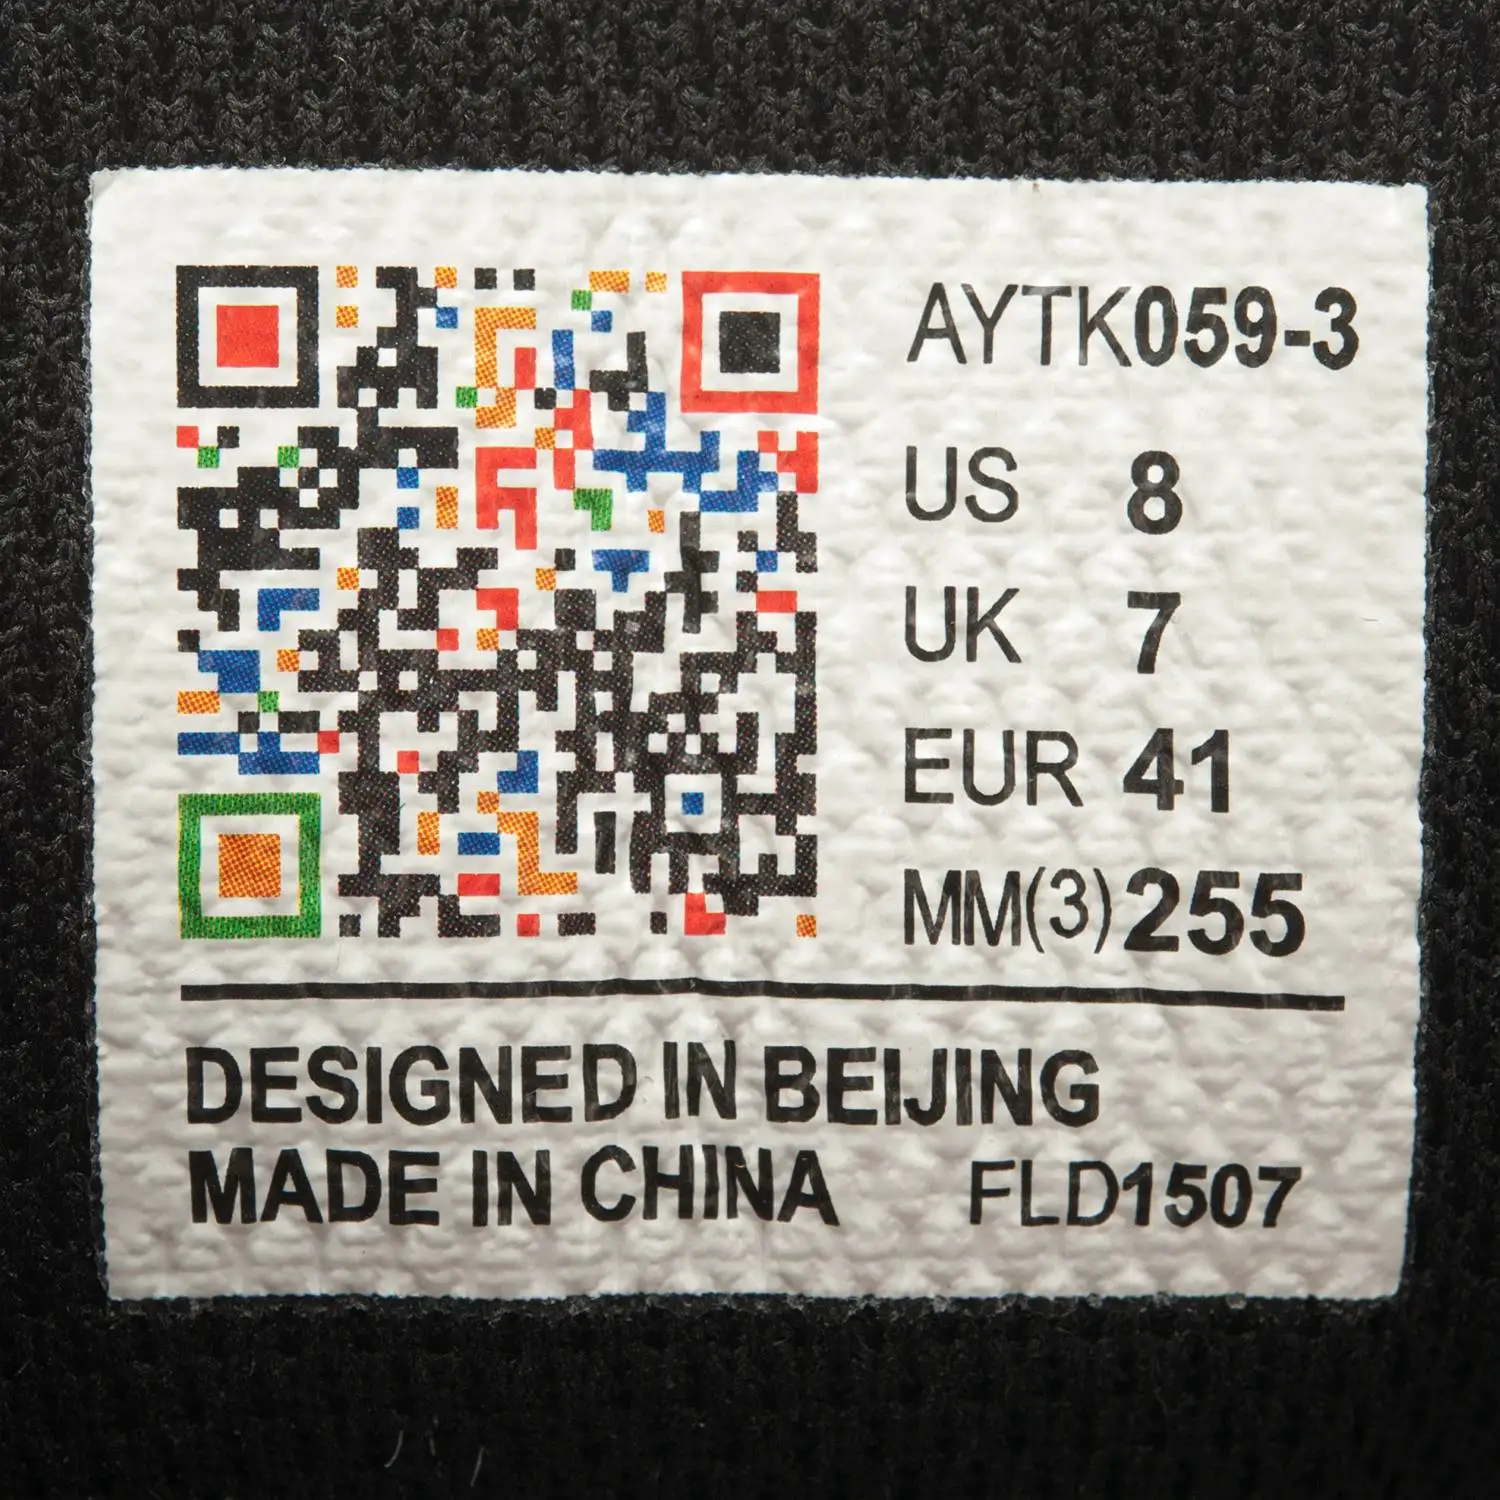 AYTK059-3
US 8
UK 7
EUR 41
MM(3) 255
DESIGNED IN BEIJING
MADE IN CHINA FLD1507